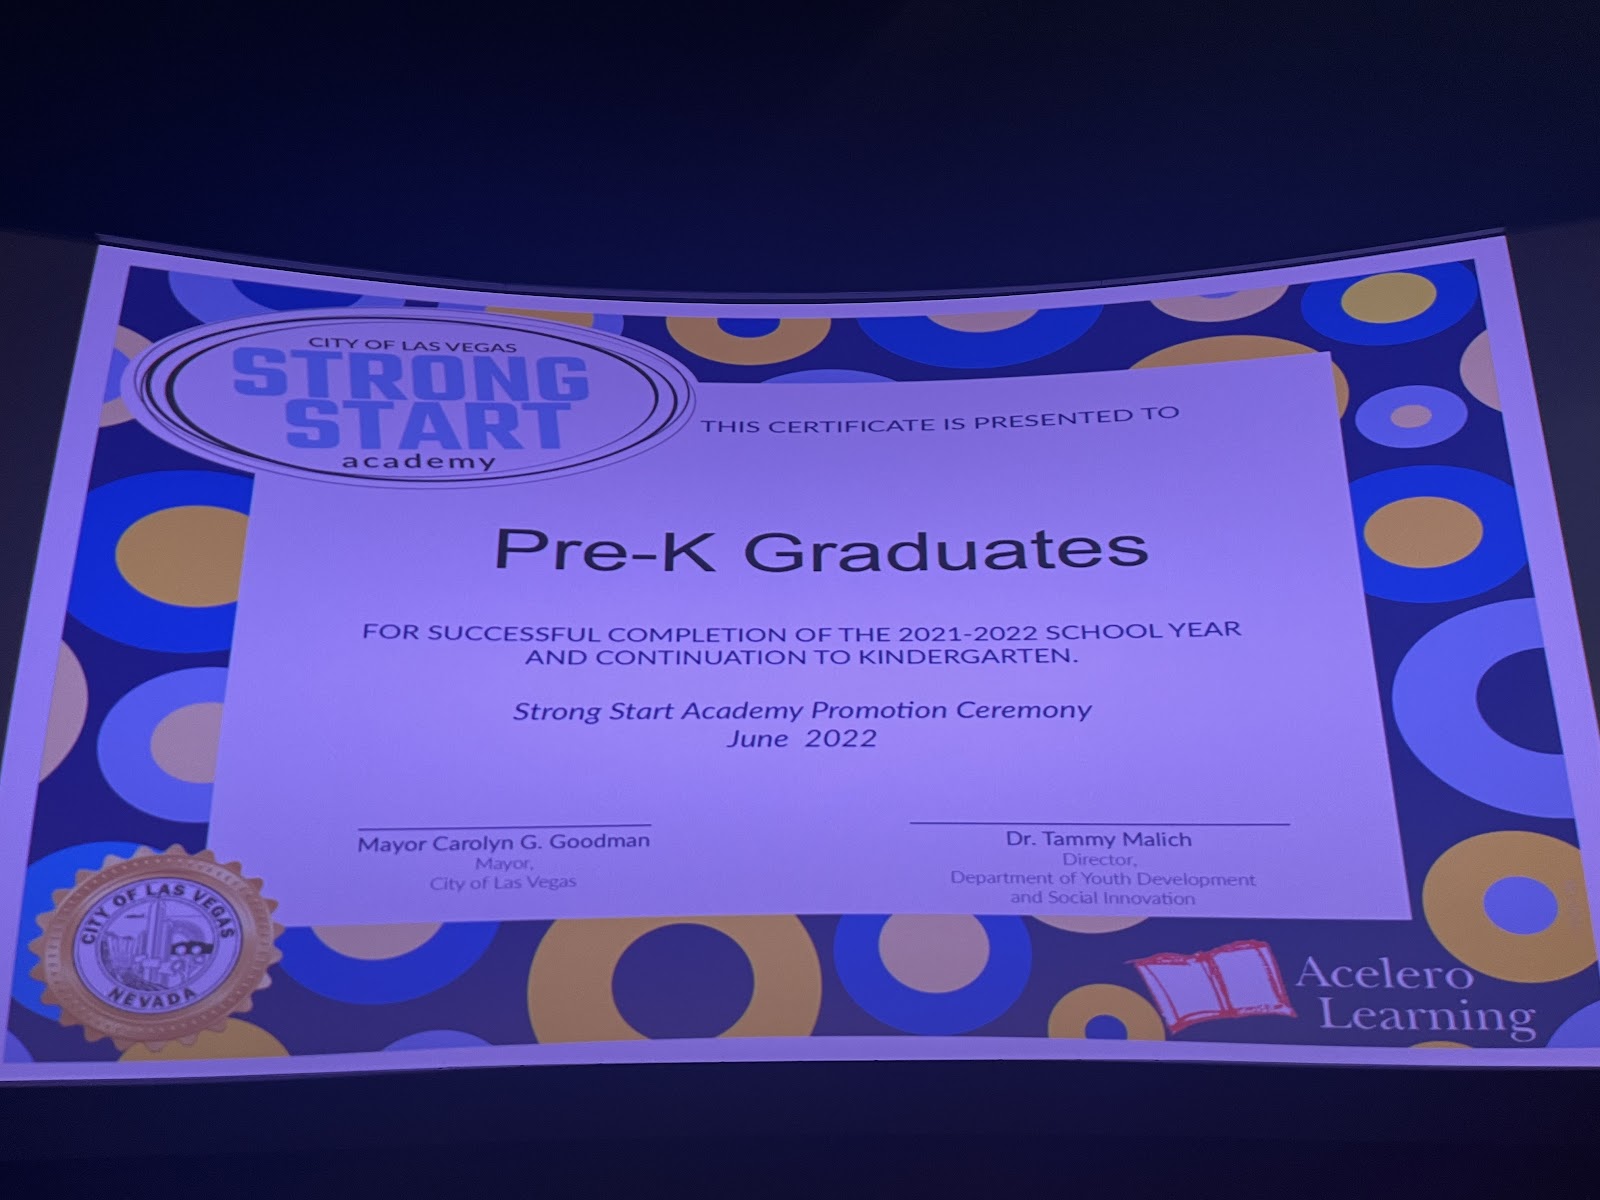 CITY OF LAS VEGAS
STRONG
START
academy
THIS CERTIFICATE IS PRESENTED TO
Pre-K Graduates
FOR SUCCESSFUL COMPLETION OF THE 2021-2022 SCHOOL YEAR
AND CONTINUATION TO KINDERGARTEN.
Strong Start Academy Promotion Ceremony
June 2022
Mayor Carolyn G. Goodman
Mayor,
City of Las Vegas
Dr. Tammy Malich
Director,
Department of Youth Development
and Social Innovation
CITY OF LAS VEGAS
NEVADA
Acelero
Learning